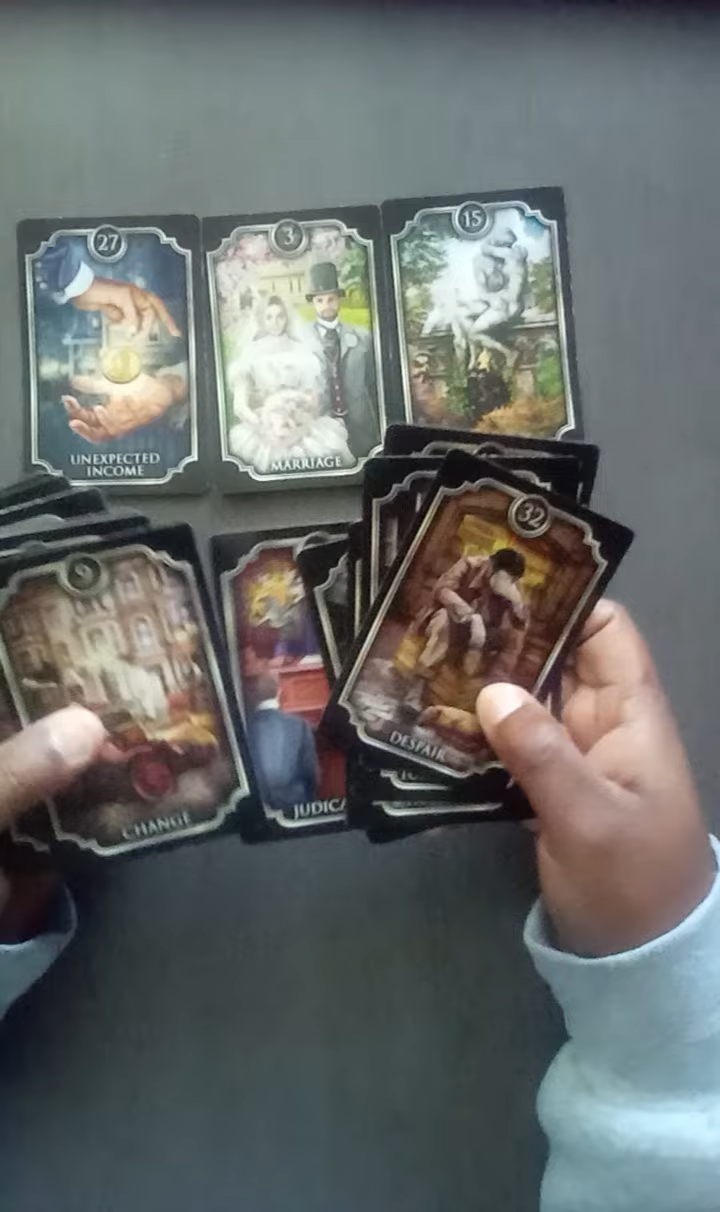 27
3
15
UNEXPECTED
INCOME
MARRIAGE
32
DESPAIR
CHANGE
JUDICA